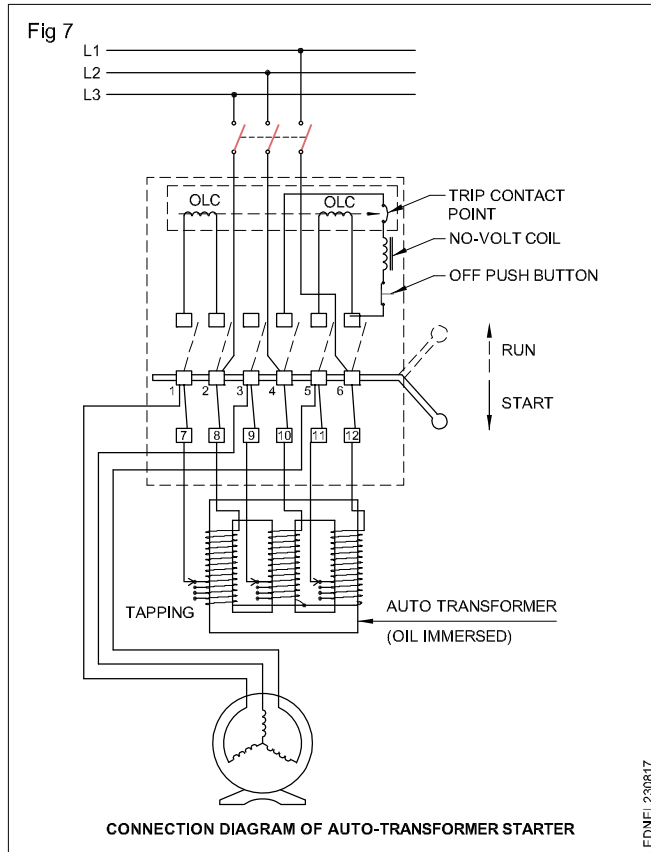 Fig 7
L1
L2
L3
OLC
OLC
TRIP CONTACT
POINT
NO-VOLT COIL
OFF PUSH BUTTON
RUN
START
1
2
3
4
5
6
7
8
9
10
11
12
TAPPING
AUTO TRANSFORMER
(OIL IMMERSED)
CONNECTION DIAGRAM OF AUTO-TRANSFORMER STARTER